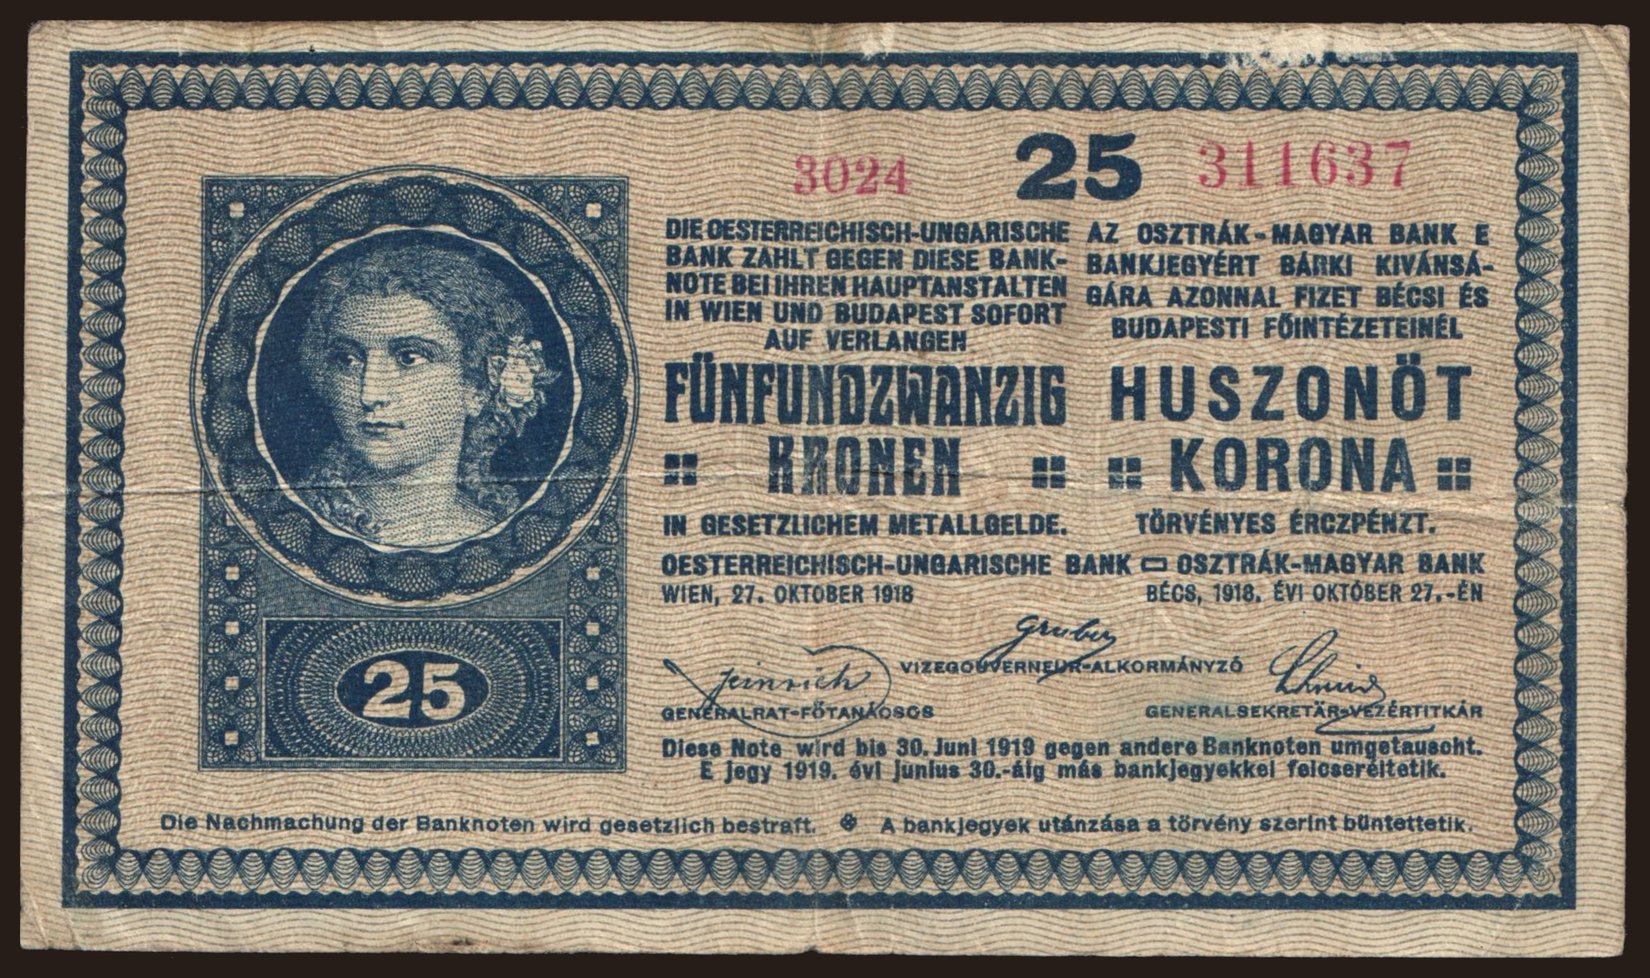 3024 25 311637
DIE OESTERREICHISCH-UNGARISCHE
BANK ZAHLT GEGEN DIESE BANK-
NOTE BEI IHREN HAUPTANSTALTEN
IN WIEN UND BUDAPEST SOFORT
AUF VERLANGEN
FÜNFUNDZWANZIG
KRONEN
IN GESETZLICHEM METALLGELDE.
AZ OSZTRÁK-MAGYAR BANK E
BANKJEGYÉRT BÁRKI KIVÁNSÁ-
GÁRA AZONNAL FIZET BÉCSI ÉS
BUDAPESTI FŐINTÉZETEINÉL
HUSZONÖT
KORONA
TÖRVÉNYES ÉRCZPÉNZT.
OESTERREICHISCH-UNGARISCHE BANK OSZTRÁK-MAGYAR BANK
WIEN, 27. OKTOBER 1918 BÉCS, 1918. ÉVI OKTÓBER 27.-ÉN
Gruber
VIZEGOUVERNEUR-ALKORMÁNYZÓ
GENERALRAT-FŐTANÁCSOS GENERALSEKRETÄR-VEZÉRTITKÁR
25
Diese Note wird bis 30. Juni 1919 gegen andere Banknoten umgetauscht.
E jegy 1919. évi junius 30.-áig más bankjegyekkel felcseréltetik.
Die Nachmachung der Banknoten wird gesetzlich bestraft. A bankjegyek utánzása a törvény szerint büntettetik.